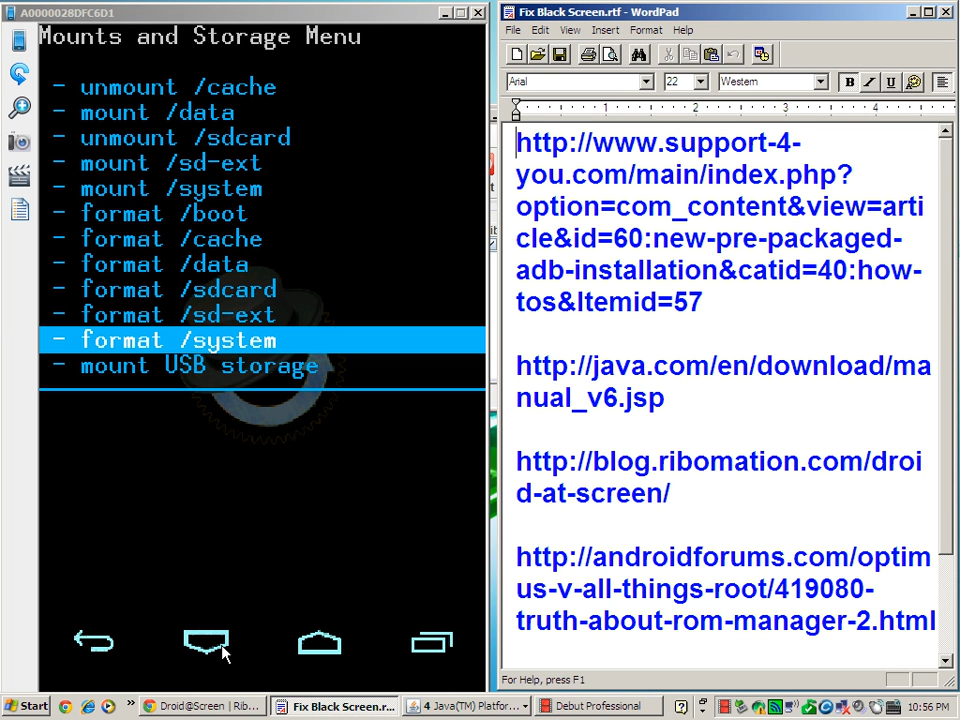 A0000028DFC6D1
Mounts and Storage Menu
- unmount /cache
- mount /data
- unmount /sdcard
- mount /sd-ext
- mount /system
- format /boot
- format /cache
- format /data
- format /sdcard
- format /sd-ext
- format /system
- mount USB storage
Fix Black Screen.rtf - WordPad
File Edit View Insert Format Help
Arial 22 Western B I U
1 2 3 4
http://www.support-4-
you.com/main/index.php?
option=com_content&view=arti
cle&id=60:new-pre-packaged-
adb-installation&catid=40:how-
tos&Itemid=57
http://java.com/en/download/ma
nual_v6.jsp
http://blog.ribomation.com/droi
d-at-screen/
http://androidforums.com/optim
us-v-all-things-root/419080-
truth-about-rom-manager-2.html
For Help, press F1
Start Droid@Screen | Rib... Fix Black Screen.r... 4 Java(TM) Platform... Debut Professional 10:56 PM